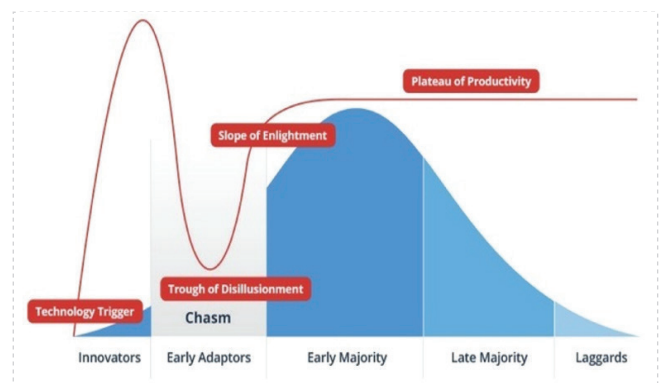 Plateau of Productivity
Slope of Enlightment
Trough of Disillusionment
Technology Trigger
Chasm
Innovators
Early Adaptors
Early Majority
Late Majority
Laggards